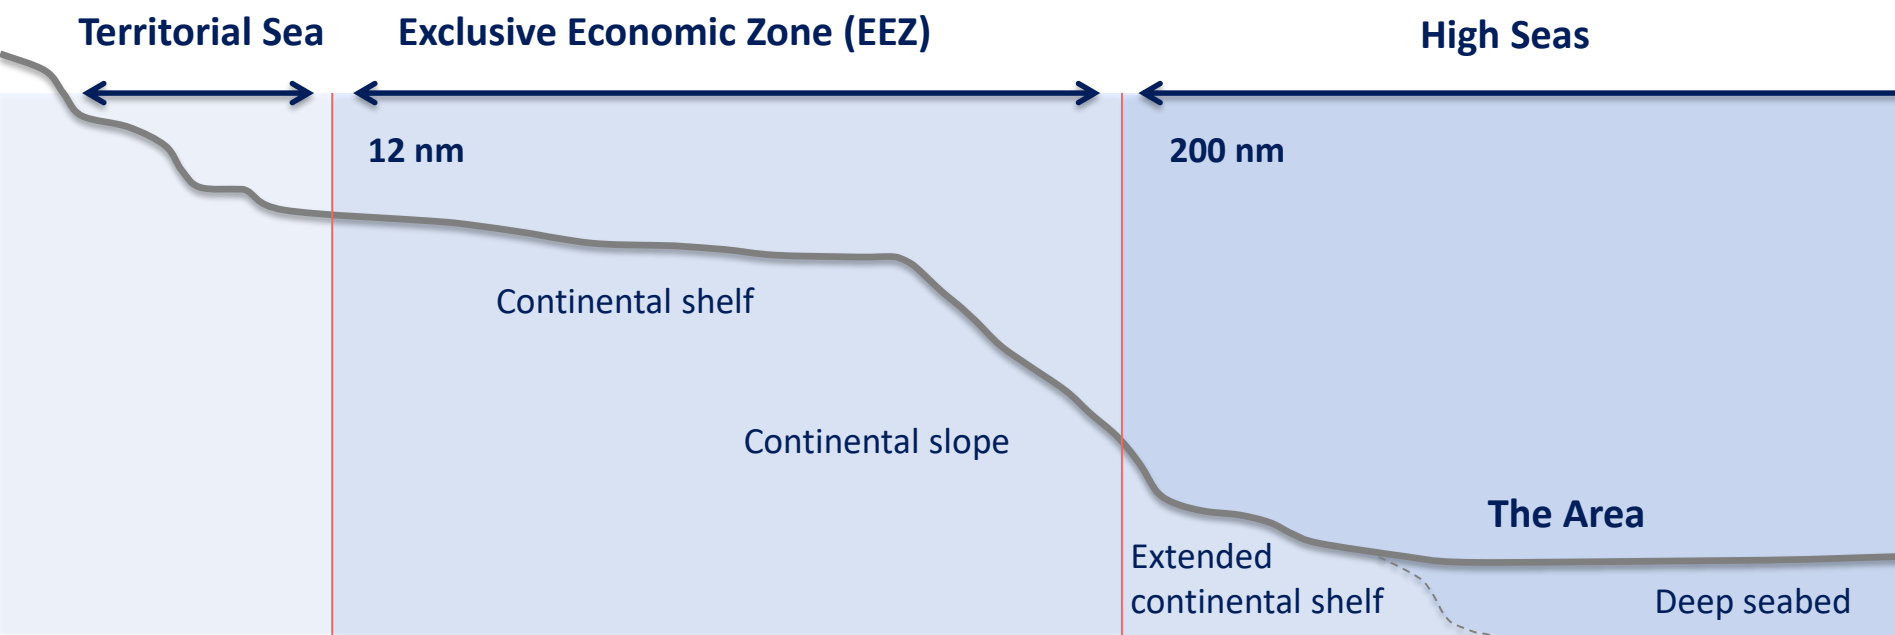 Territorial Sea
Exclusive Economic Zone (EEZ)
High Seas
12 nm
200 nm
Continental shelf
Continental slope
The Area
Extended
continental shelf
Deep seabed